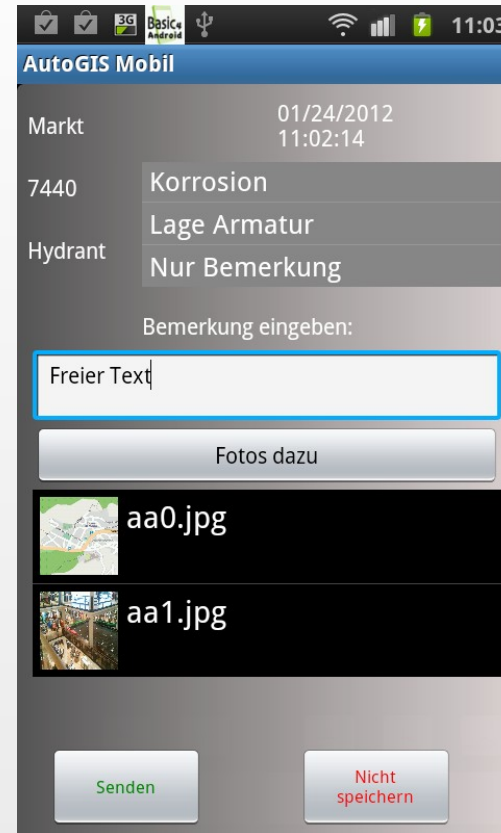 3G Basic4 Android 11:03
AutoGIS Mobil
Markt
01/24/2012
11:02:14
7440
Korrosion
Lage Armatur
Hydrant
Nur Bemerkung
Bemerkung eingeben:
Freier Text
Fotos dazu
aa0.jpg
aa1.jpg
Senden
Nicht
speichern